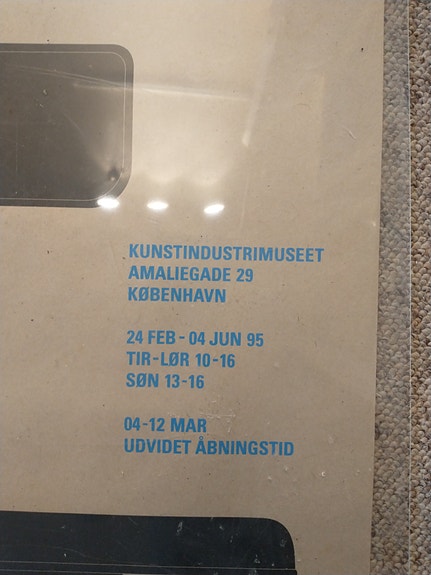 KUNSTINDUSTRIMUSEET
AMALIEGADE 29
KØBENHAVN
24 FEB - 04 JUN 95
TIR-LØR 10-16
SØN 13-16
04-12 MAR
UDVIDET ÅBNINGSTID